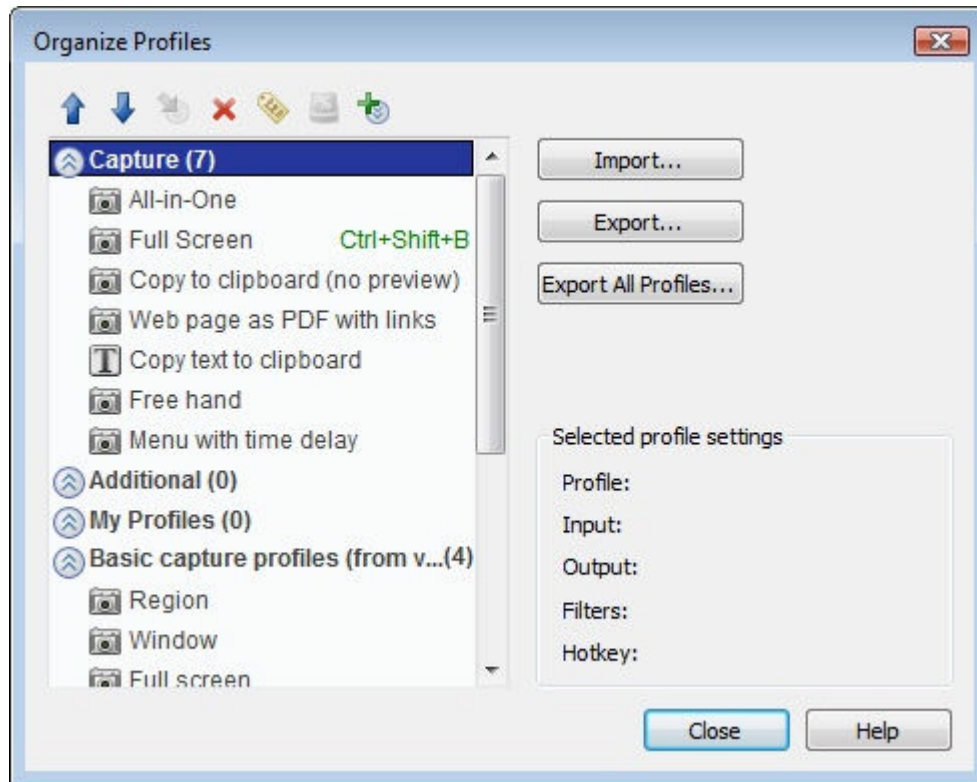 Organize Profiles
Capture (7)
All-in-One
Full Screen Ctrl+Shift+B
Copy to clipboard (no preview)
Web page as PDF with links
Copy text to clipboard
Free hand
Menu with time delay
Additional (0)
My Profiles (0)
Basic capture profiles (from v...(4)
Region
Window
Full screen
Import...
Export...
Export All Profiles...
Selected profile settings
Profile:
Input:
Output:
Filters:
Hotkey:
Close Help